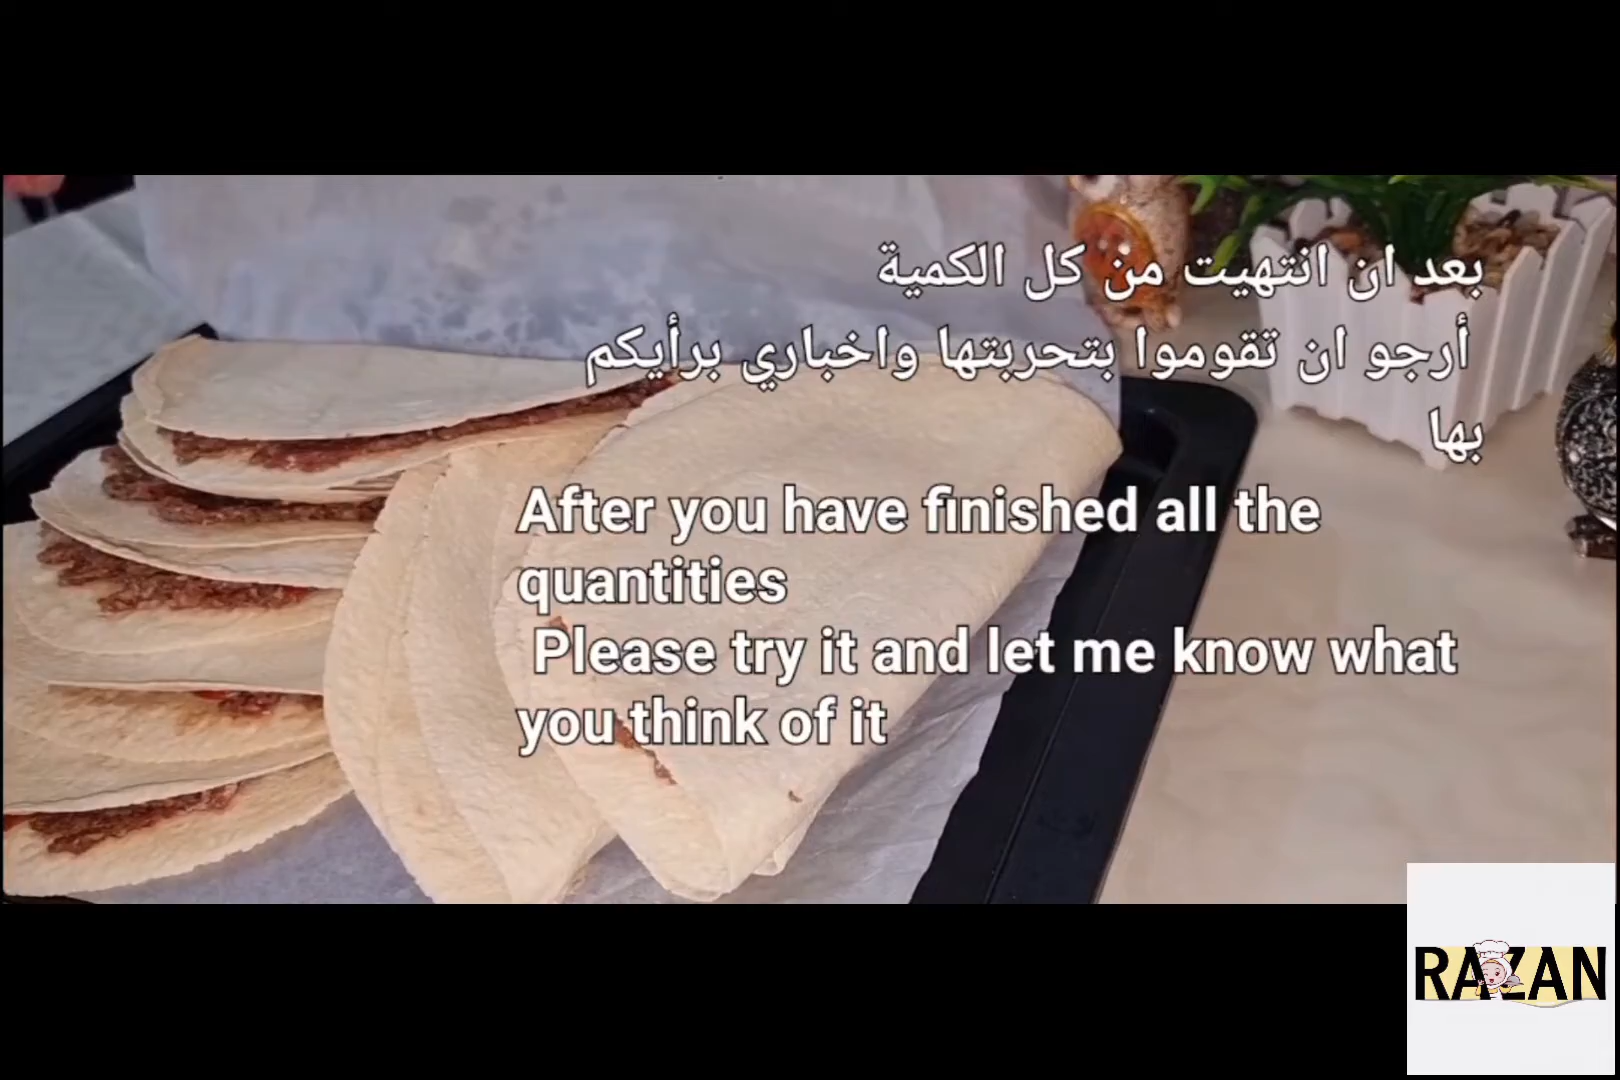 بعد ان انتهيت من كل الكمية
أرجو ان تقوموا بتحربتها واخباري برأيكم
بها
After you have finished all the
quantities
Please try it and let me know what
you think of it
RAZAN